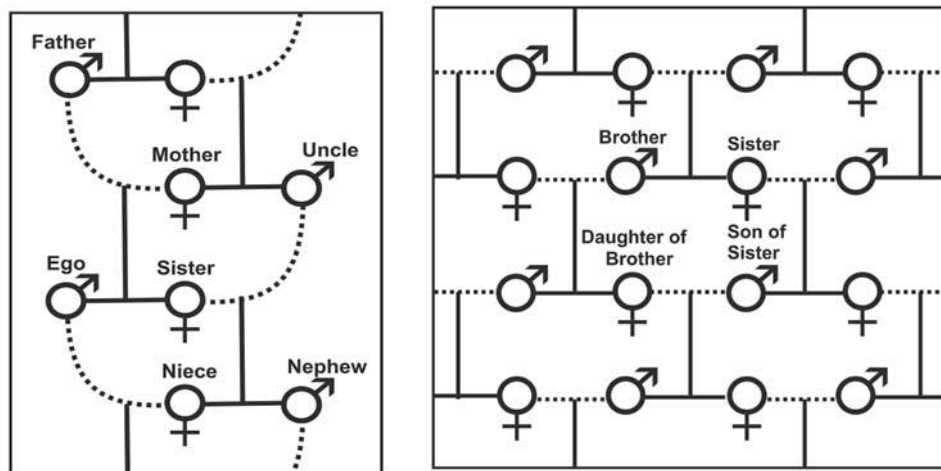 Father
Mother
Uncle
Ego
Sister
Niece
Nephew
Brother
Sister
Daughter of
Brother
Son of
Sister